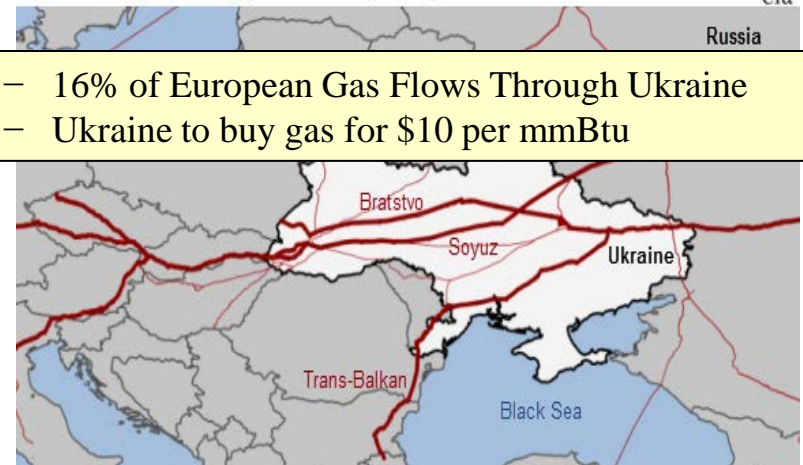 eia
Russia
– 16% of European Gas Flows Through Ukraine
– Ukraine to buy gas for $10 per mmBtu
Bratstvo
Soyuz
Ukraine
Trans-Balkan
Black Sea